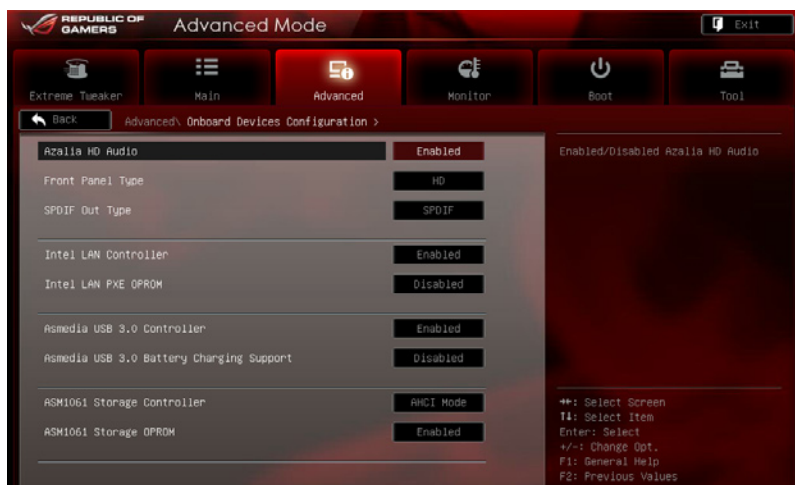 REPUBLIC OF
GAMERS
Advanced Mode
Exit
Extreme Tweaker
Main
Advanced
Monitor
Boot
Tool
Back
Advanced\ Onboard Devices Configuration >
Azalia HD Audio Enabled
Front Panel Type HD
SPDIF Out Type SPDIF
Intel LAN Controller Enabled
Intel LAN PXE OPROM Disabled
Asmedia USB 3.0 Controller Enabled
Asmedia USB 3.0 Battery Charging Support Disabled
ASM1061 Storage Controller AHCI Mode
ASM1061 Storage OPROM Enabled
Enabled/Disabled Azalia HD Audio
→←: Select Screen
↑↓: Select Item
Enter: Select
+/-: Change Opt.
F1: General Help
F2: Previous Values